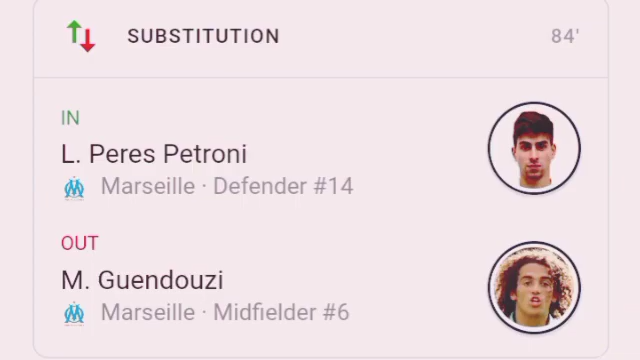 SUBSTITUTION 84'
IN
L. Peres Petroni
Marseille · Defender #14
OUT
M. Guendouzi
Marseille · Midfielder #6